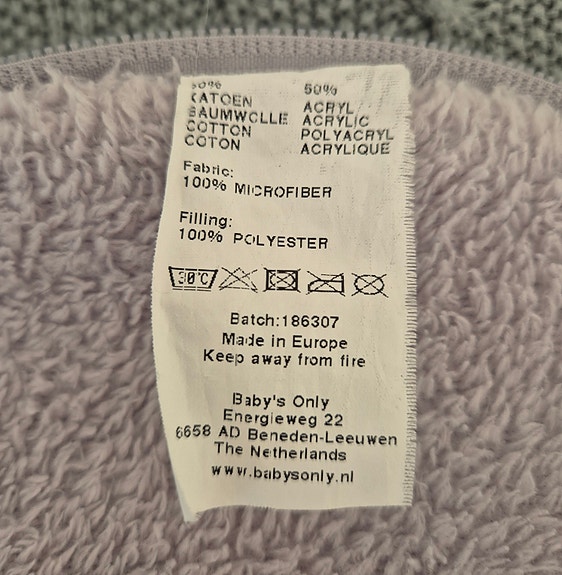 50% 50%
KATOEN ACRYL
BAUMWOLLE ACRYLIC
COTTON POLYACRYL
COTON ACRYLIQUE
Fabric:
100% MICROFIBER
Filling:
100% POLYESTER
30°C
Batch:186307
Made in Europe
Keep away from fire
Baby's Only
Energieweg 22
6658 AD Beneden-Leeuwen
The Netherlands
www.babysonly.nl